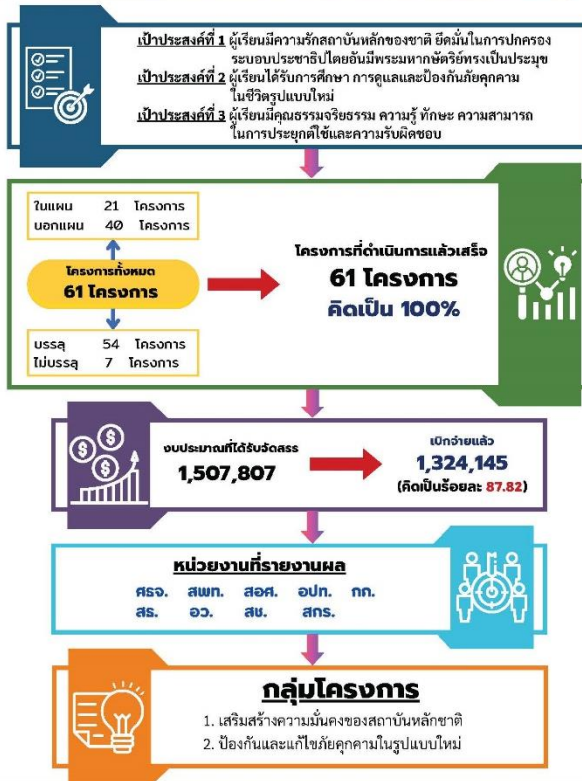 เป้าประสงค์ที่ 1 ผู้เรียนมีความรักสถาบันหลักของชาติ ยึดมั่นในการปกครอง
ระบอบประชาธิปไตยอันมีพระมหากษัตริย์ทรงเป็นประมุข
เป้าประสงค์ที่ 2 ผู้เรียนได้รับการศึกษา การดูแลและป้องกันภัยคุกคาม
ในชีวิตรูปแบบใหม่
เป้าประสงค์ที่ 3 ผู้เรียนมีคุณธรรมจริยธรรม ความรู้ ทักษะ ความสามารถ
ในการประยุกต์ใช้และความรับผิดชอบ
ในแผน 21 โครงการ
นอกแผน 40 โครงการ
โครงการทั้งหมด
61 โครงการ
บรรลุ 54 โครงการ
ไม่บรรลุ 7 โครงการ
โครงการที่ดำเนินการแล้วเสร็จ
61 โครงการ
คิดเป็น 100%
งบประมาณที่ได้รับจัดสรร
1,507,807
เบิกจ่ายแล้ว
1,324,145
(คิดเป็นร้อยละ 87.82)
หน่วยงานที่รายงานผล
ศธจ. สพท. สอศ. อปท. กก.
สธ. อว. สช. สกร.
กลุ่มโครงการ
1. เสริมสร้างความมั่นคงของสถาบันหลักชาติ
2. ป้องกันและแก้ไขภัยคุกคามในรูปแบบใหม่